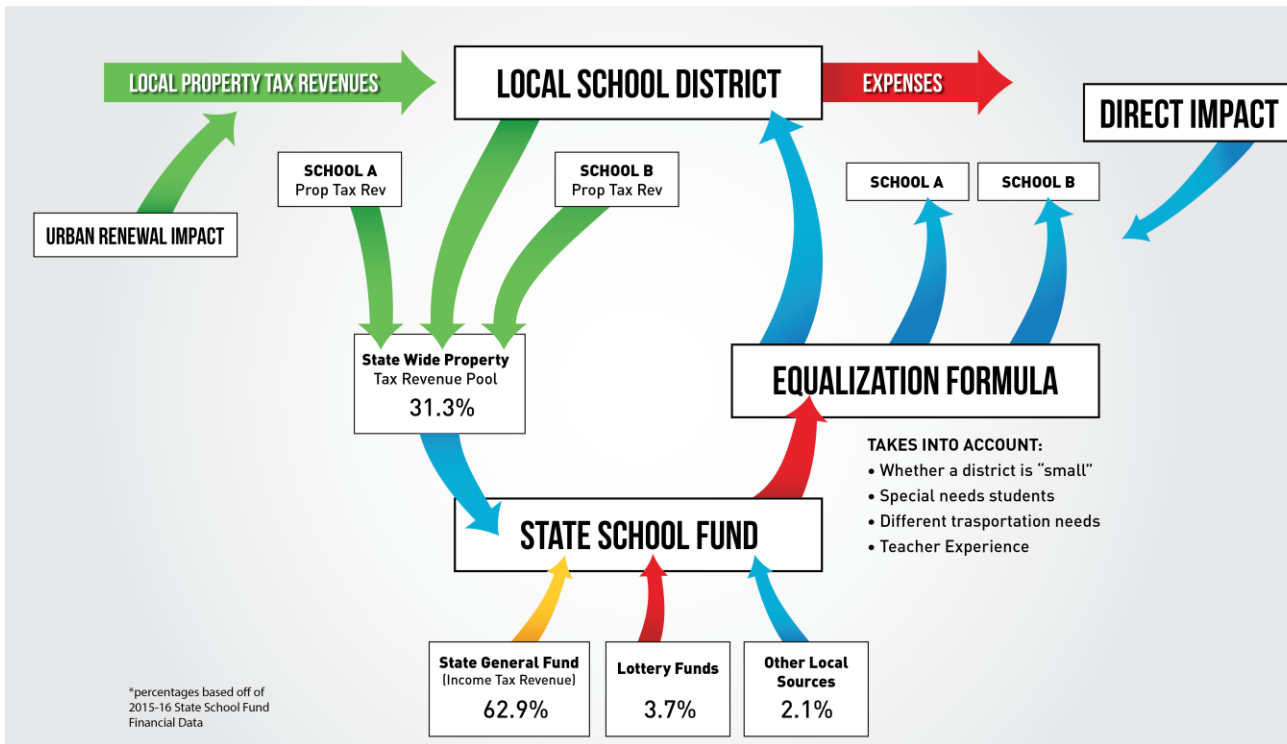 LOCAL PROPERTY TAX REVENUES
LOCAL SCHOOL DISTRICT
EXPENSES
DIRECT IMPACT
SCHOOL A
Prop Tax Rev
SCHOOL B
Prop Tax Rev
SCHOOL A
SCHOOL B
URBAN RENEWAL IMPACT
State Wide Property
Tax Revenue Pool
31.3%
EQUALIZATION FORMULA
TAKES INTO ACCOUNT:
• Whether a district is “small”
• Special needs students
• Different trasportation needs
• Teacher Experience
STATE SCHOOL FUND
State General Fund
(Income Tax Revenue)
62.9%
Lottery Funds
3.7%
Other Local
Sources
2.1%
*percentages based off of
2015-16 State School Fund
Financial Data